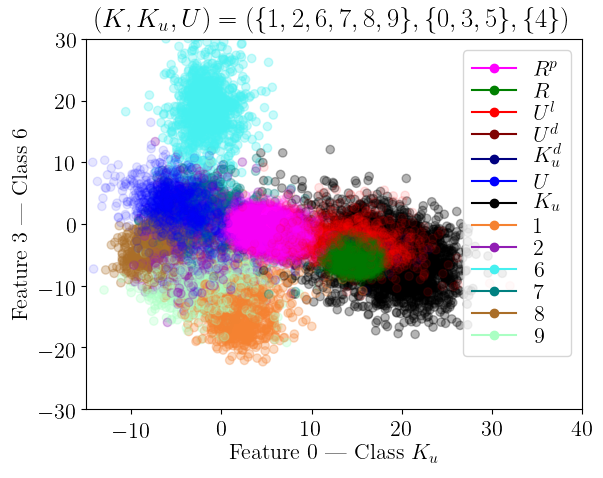 (K, K_u, U) = ({1, 2, 6, 7, 8, 9}, {0, 3, 5}, {4})
30
20
10
0
−10
−20
−30
Feature 3 — Class 6
R^p
R
U^l
U^d
K_u^d
U
K_u
1
2
6
7
8
9
−10
0
10
20
30
40
Feature 0 — Class K_u